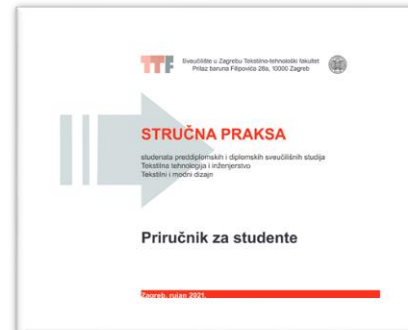 TTF
Sveučilište u Zagrebu Tekstilno-tehnološki fakultet
Prilaz baruna Filipovića 28a, 10000 Zagreb
STRUČNA PRAKSA
studenata preddiplomskih i diplomskih sveučilišnih studija
Tekstilna tehnologija i inženjerstvo
Tekstilni i modni dizajn
Priručnik za studente
Zagreb, rujan 2021.